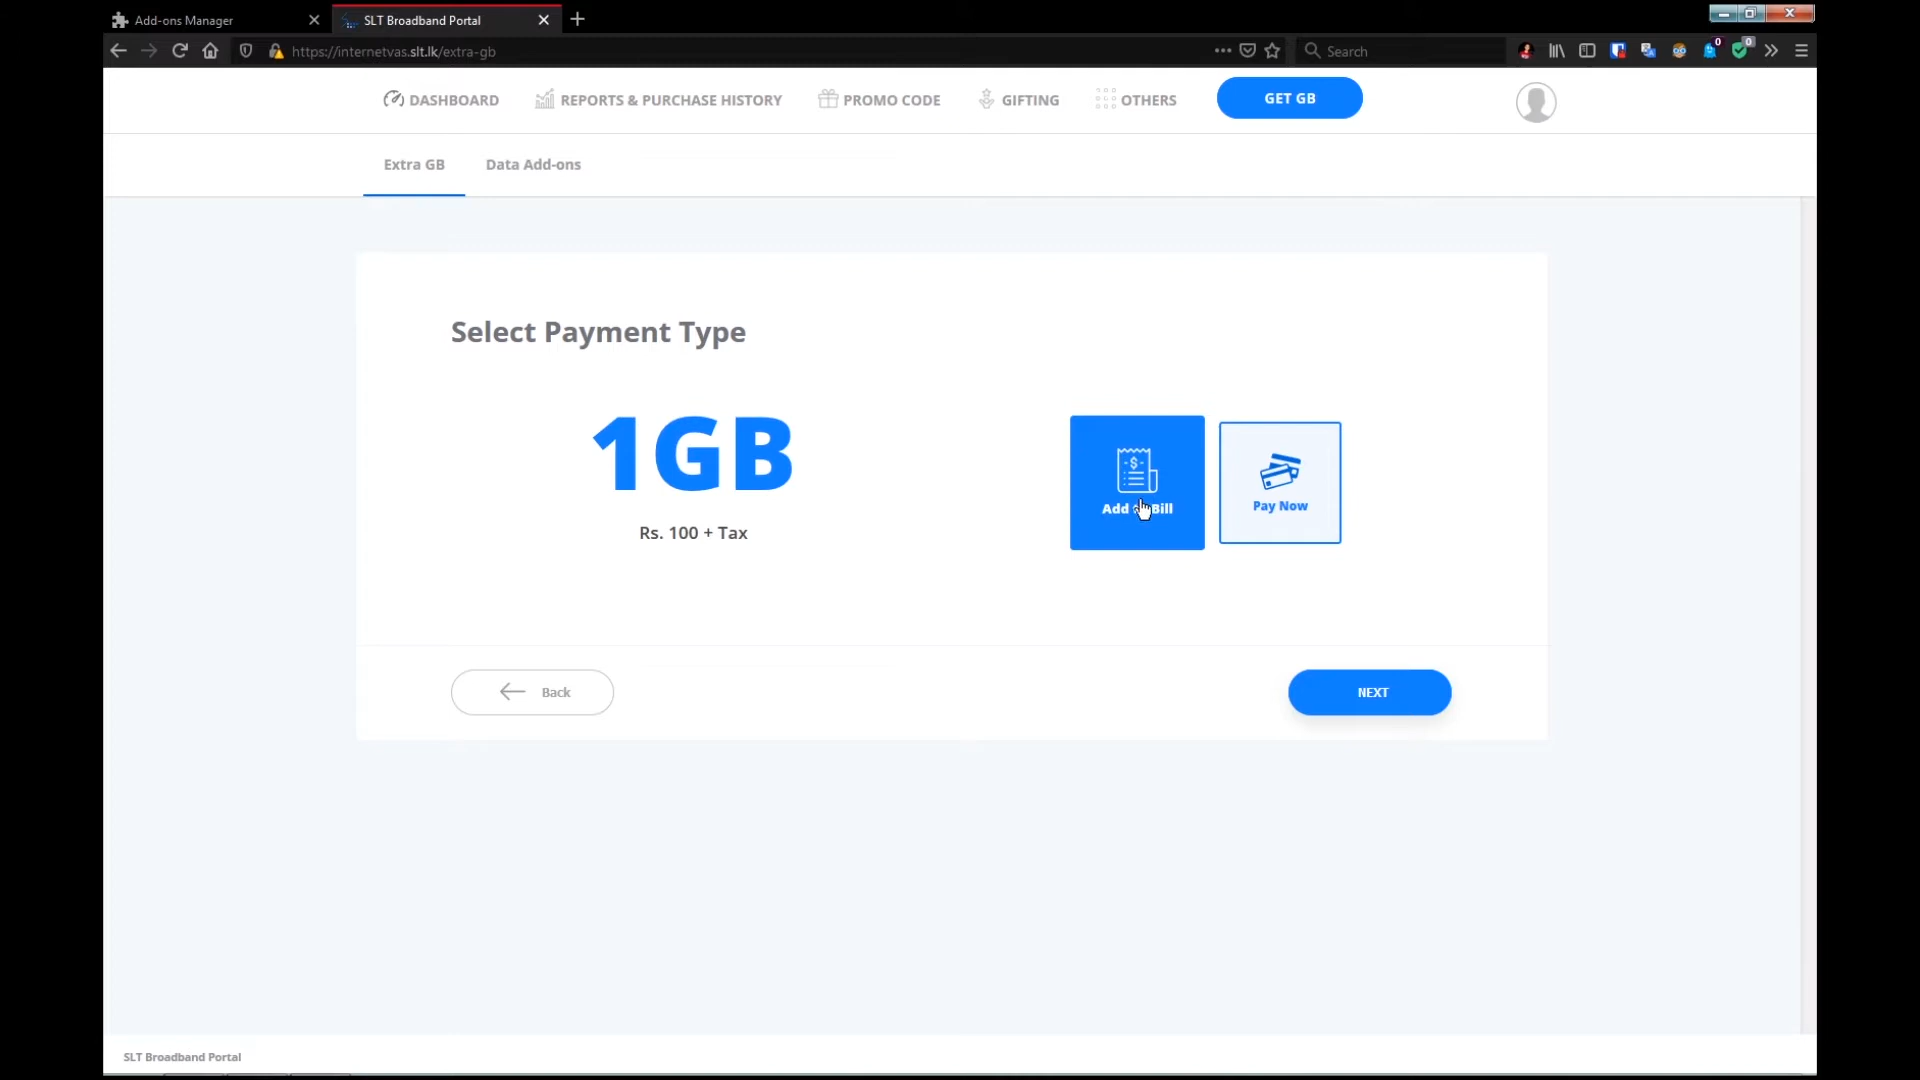 Add-ons Manager
SLT Broadband Portal
https://internetvas.slt.lk/extra-gb
Search
0
0
DASHBOARD
REPORTS & PURCHASE HISTORY
PROMO CODE
GIFTING
OTHERS
GET GB
Extra GB
Data Add-ons
Select Payment Type
1GB
Rs. 100 + Tax
Add Bill
Pay Now
Back
NEXT
SLT Broadband Portal